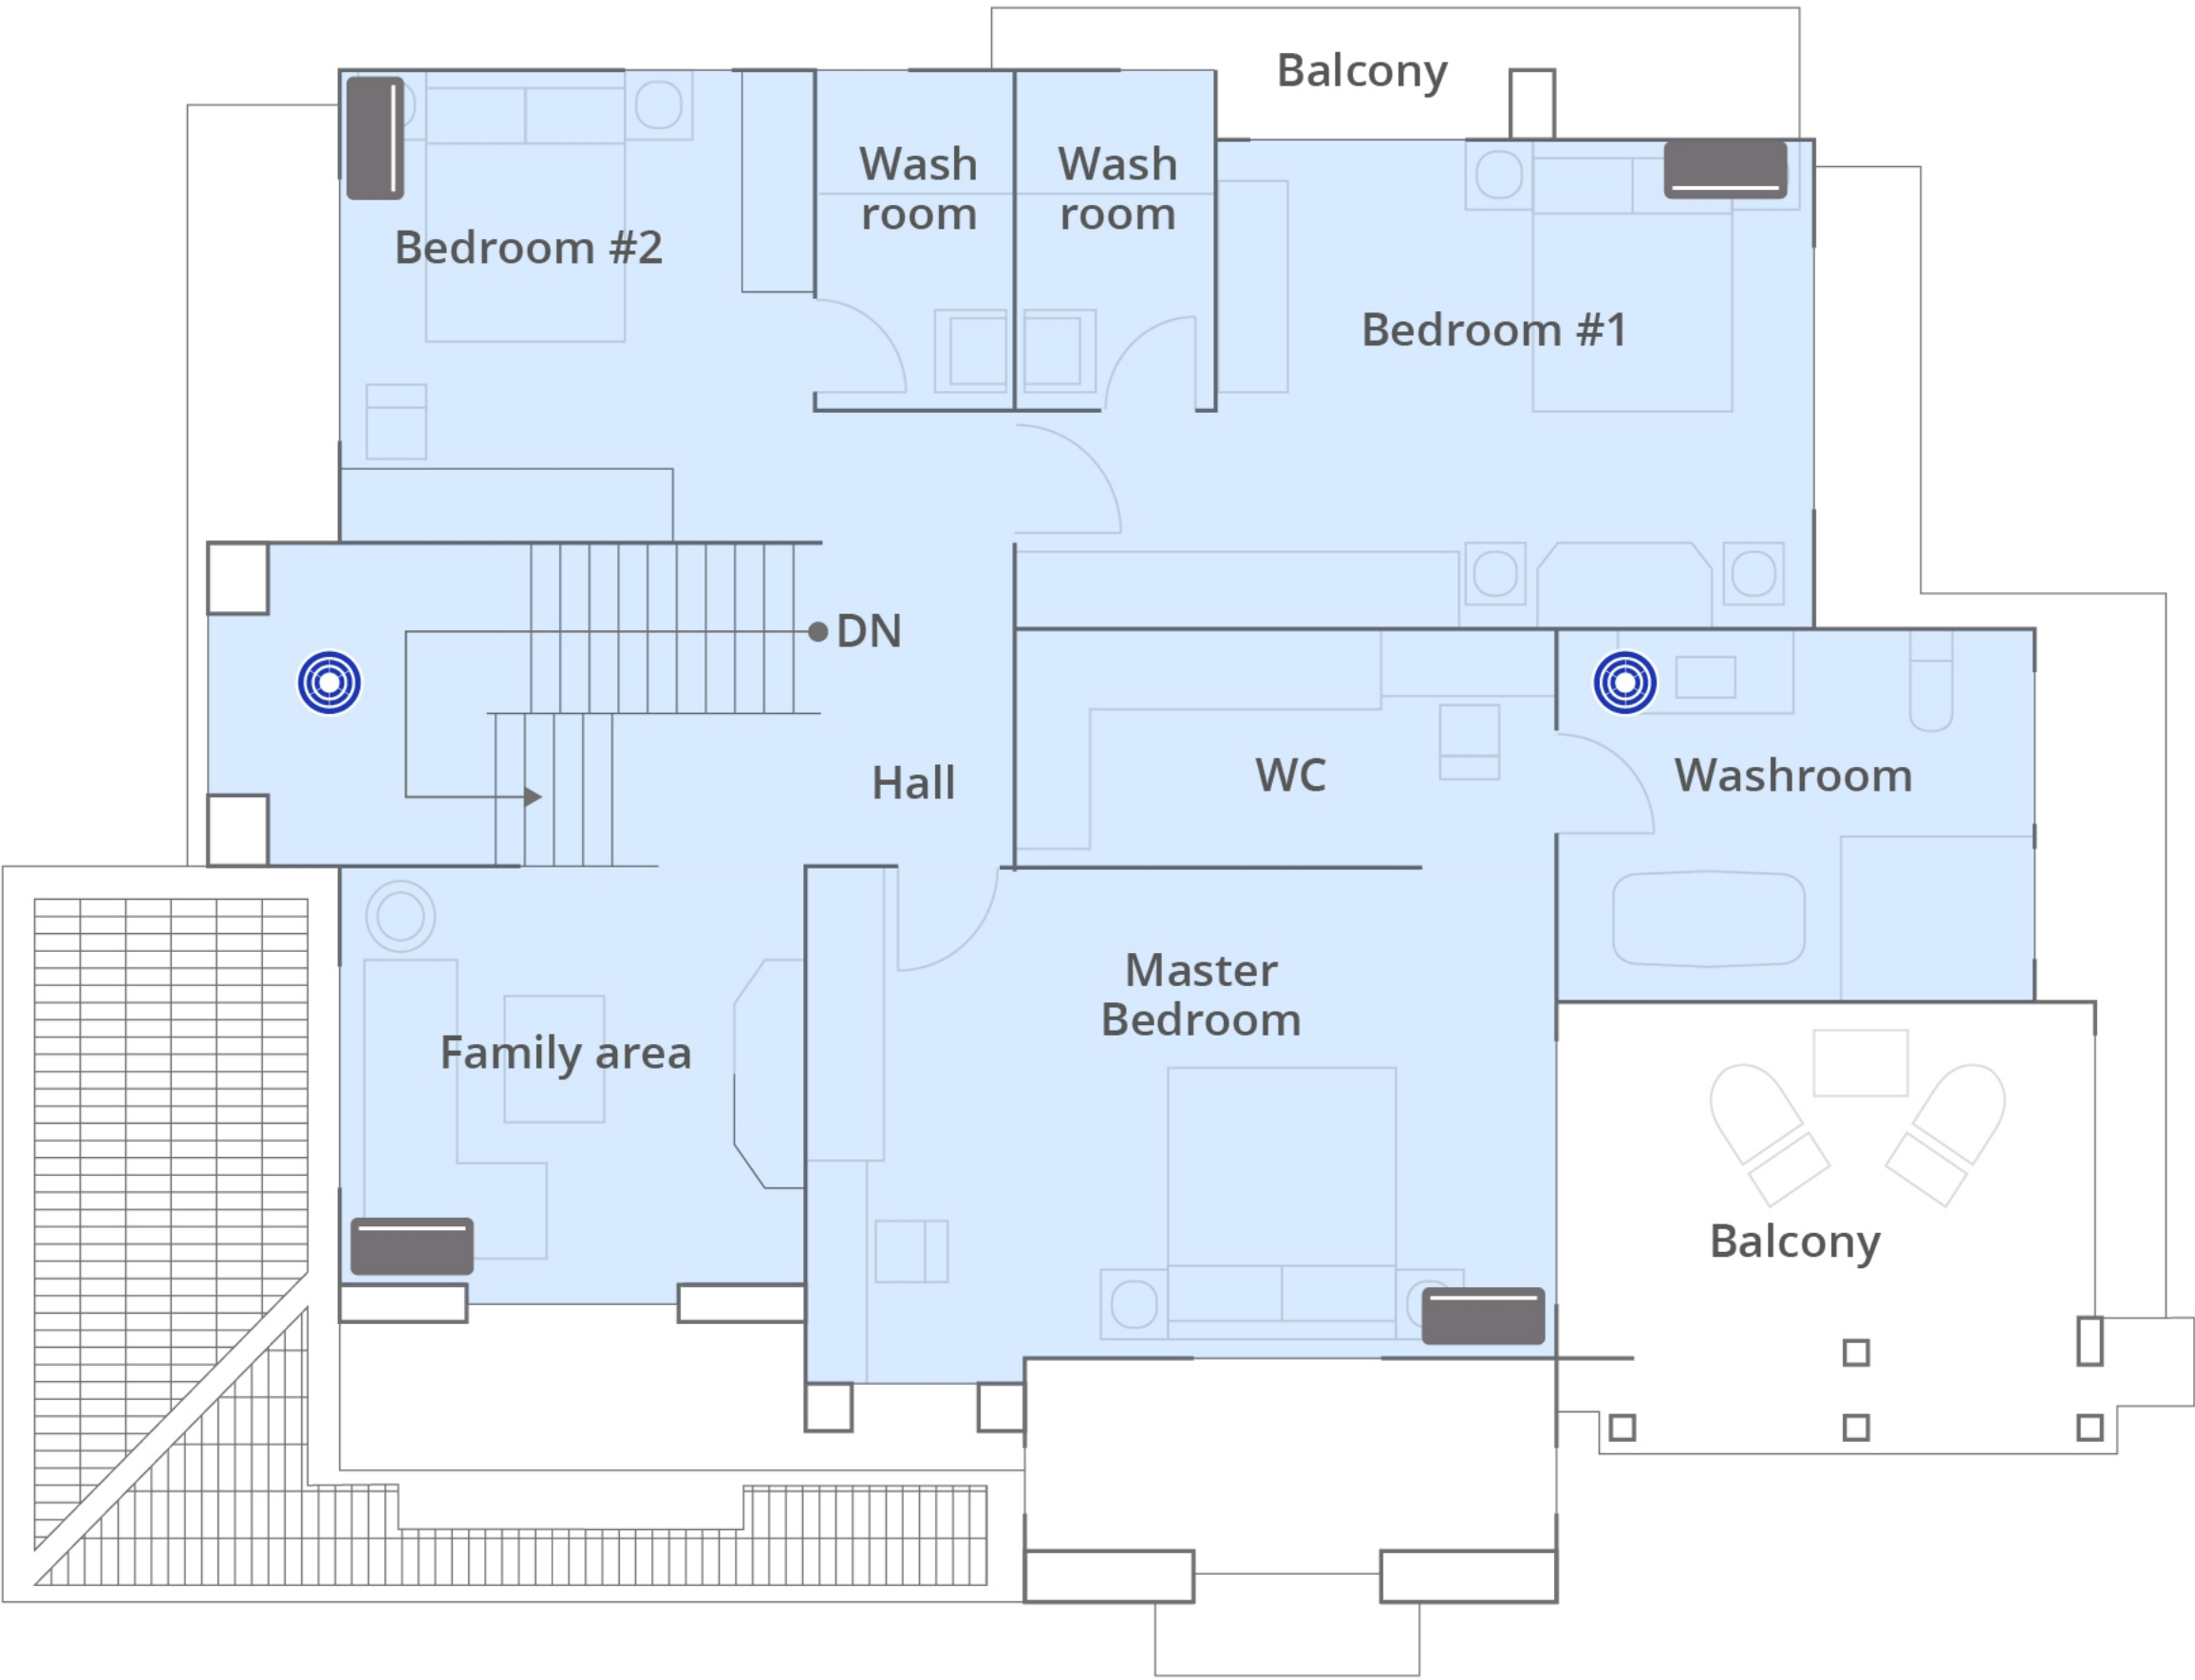 Balcony
Wash
room
Wash
room
Bedroom #2
Bedroom #1
DN
Hall
WC
Washroom
Master
Bedroom
Family area
Balcony